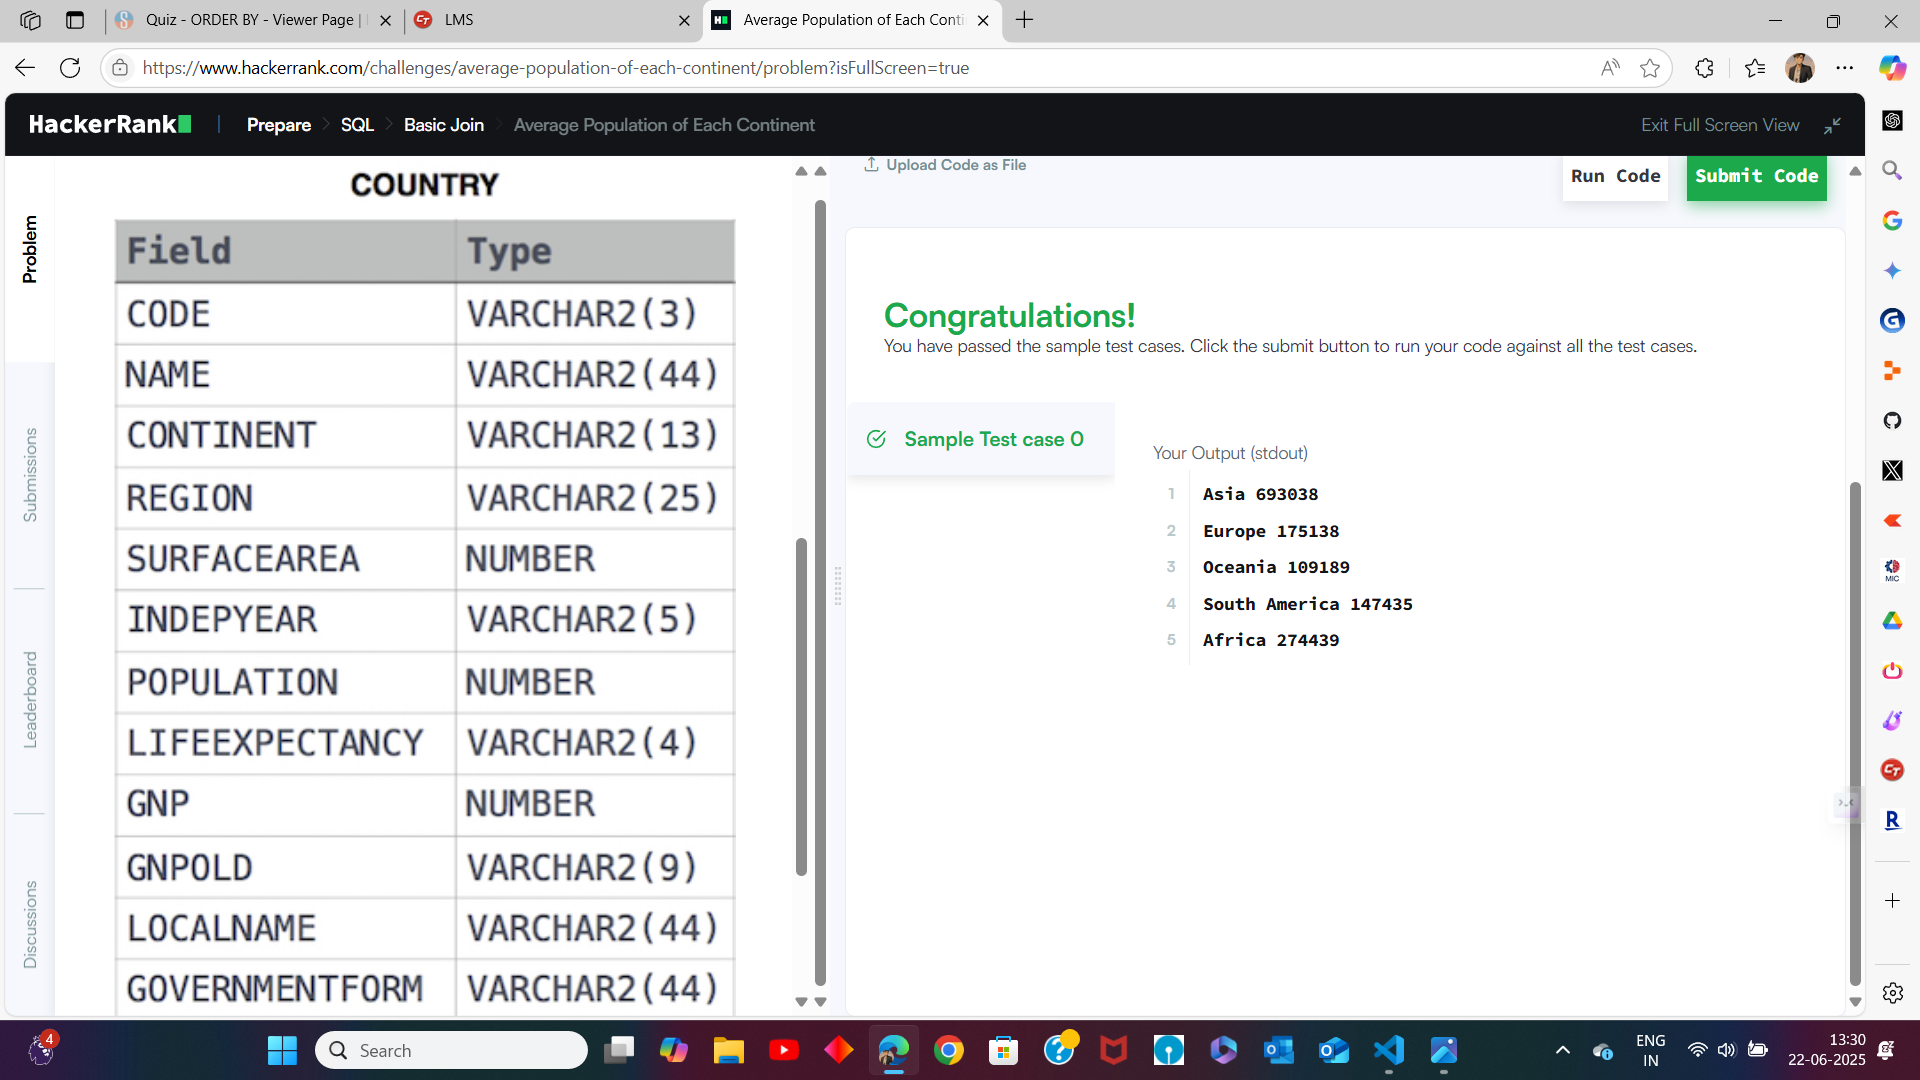 Quiz - ORDER BY - Viewer Page |
LMS
Average Population of Each Conti
https://www.hackerrank.com/challenges/average-population-of-each-continent/problem?isFullScreen=true
HackerRank
Prepare
SQL
Basic Join
Average Population of Each Continent
Exit Full Screen View
Problem
Submissions
Leaderboard
Discussions
COUNTRY
Field Type
CODE VARCHAR2(3)
NAME VARCHAR2(44)
CONTINENT VARCHAR2(13)
REGION VARCHAR2(25)
SURFACEAREA NUMBER
INDEPYEAR VARCHAR2(5)
POPULATION NUMBER
LIFEEXPECTANCY VARCHAR2(4)
GNP NUMBER
GNPOLD VARCHAR2(9)
LOCALNAME VARCHAR2(44)
GOVERNMENTFORM VARCHAR2(44)
Upload Code as File
Run Code
Submit Code
Congratulations!
You have passed the sample test cases. Click the submit button to run your code against all the test cases.
Sample Test case 0
Your Output (stdout)
1 Asia 693038
2 Europe 175138
3 Oceania 109189
4 South America 147435
5 Africa 274439
MIC
CT
R
4
Search
ENG
IN
13:30
22-06-2025